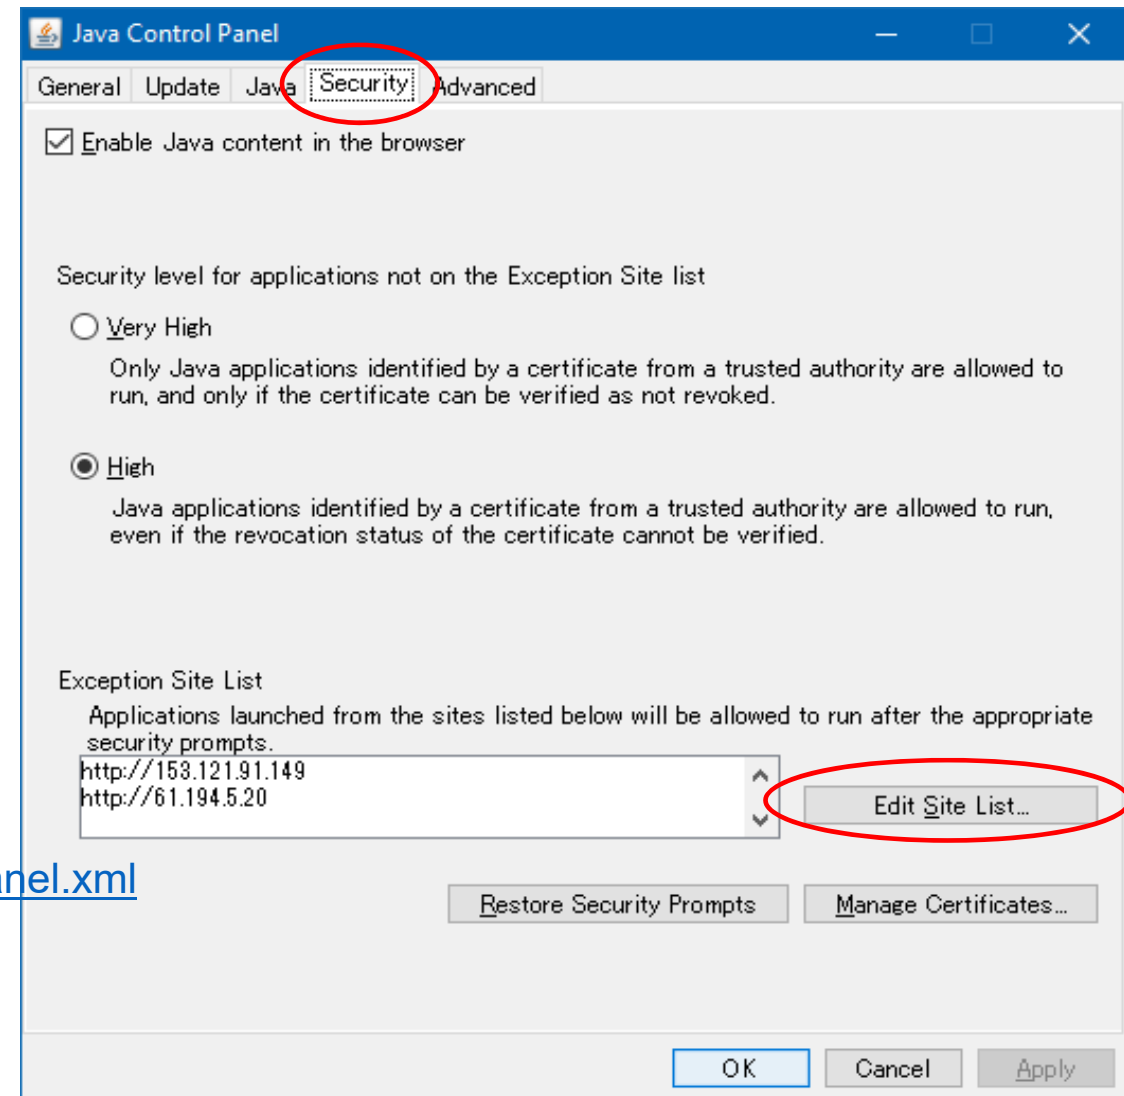 Java Control Panel
General Update Java Security Advanced
Enable Java content in the browser
Security level for applications not on the Exception Site list
Very High
Only Java applications identified by a certificate from a trusted authority are allowed to
run, and only if the certificate can be verified as not revoked.
High
Java applications identified by a certificate from a trusted authority are allowed to run,
even if the revocation status of the certificate cannot be verified.
Exception Site List
Applications launched from the sites listed below will be allowed to run after the appropriate
security prompts.
http://153.121.91.149
http://61.194.5.20
Edit Site List...
anel.xml
Restore Security Prompts Manage Certificates...
OK Cancel Apply